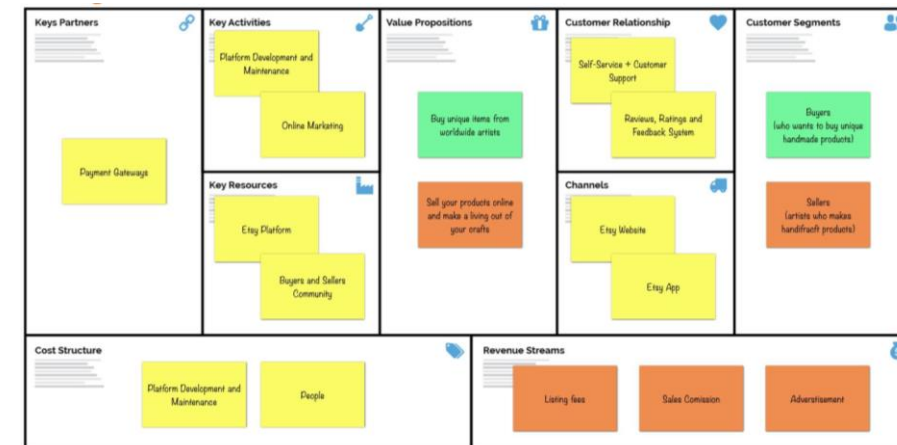 Keys Partners
Payment Gateways
Key Activities
Platform Development and
Maintenance
Online Marketing
Key Resources
Etsy Platform
Buyers and Sellers
Community
Value Propositions
Buy unique items from
worldwide artists
Sell your products online
and make a living out of
your crafts
Customer Relationship
Self-Service + Customer
Support
Reviews, Ratings and
Feedback System
Channels
Etsy Website
Etsy App
Customer Segments
Buyers
(who wants to buy unique
handmade products)
Sellers
(artists who makes
handifracft products)
Cost Structure
Platform Development and
Maintenance
People
Revenue Streams
Listing fees
Sales Comission
Adverstisement